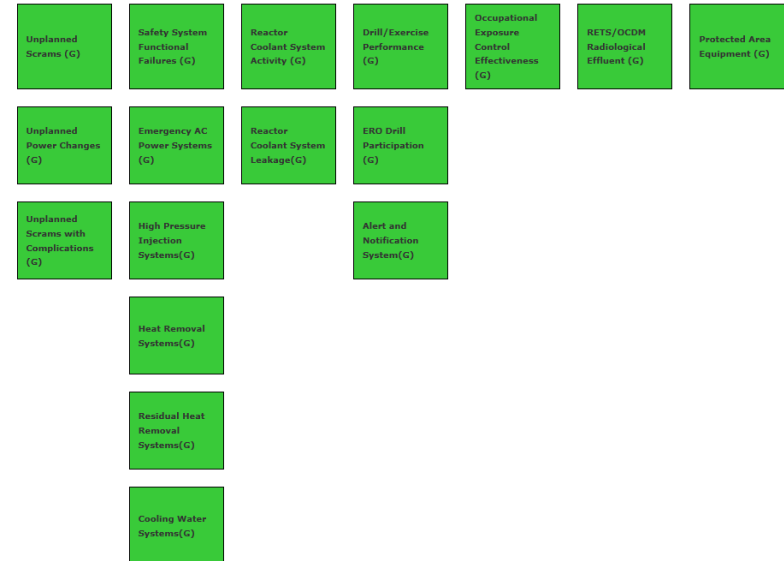 Unplanned
Scrams (G)
Safety System
Functional
Failures (G)
Reactor
Coolant System
Activity (G)
Drill/Exercise
Performance
(G)
Occupational
Exposure
Control
Effectiveness
(G)
RETS/OCDM
Radiological
Effluent (G)
Protected Area
Equipment (G)
Unplanned
Power Changes
(G)
Emergency AC
Power Systems
(G)
Reactor
Coolant System
Leakage(G)
ERO Drill
Participation
(G)
Unplanned
Scrams with
Complications
(G)
High Pressure
Injection
Systems(G)
Alert and
Notification
System(G)
Heat Removal
Systems(G)
Residual Heat
Removal
Systems(G)
Cooling Water
Systems(G)